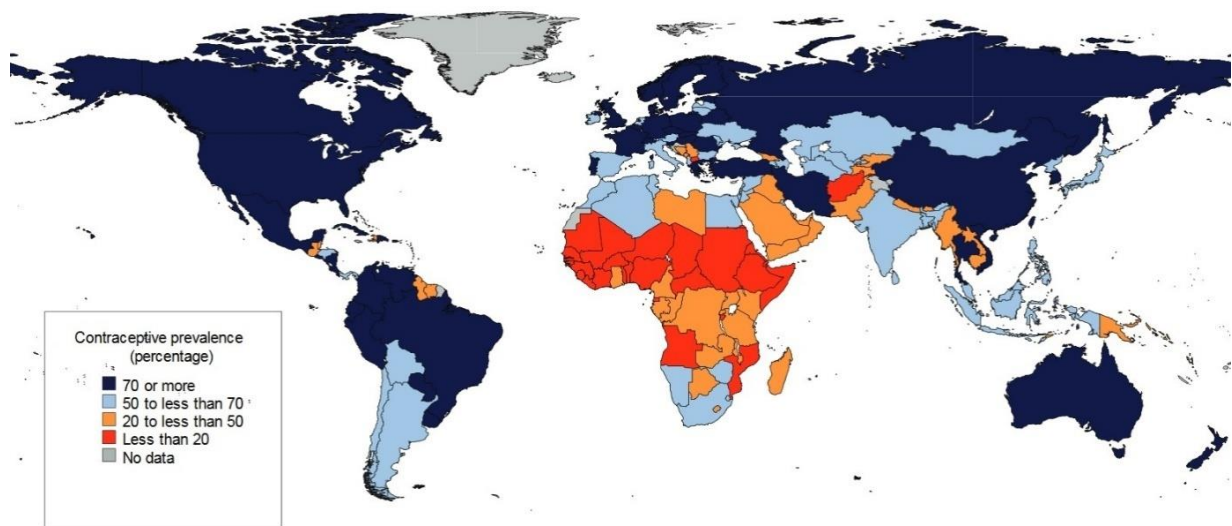 Contraceptive prevalence
(percentage)
70 or more
50 to less than 70
20 to less than 50
Less than 20
No data